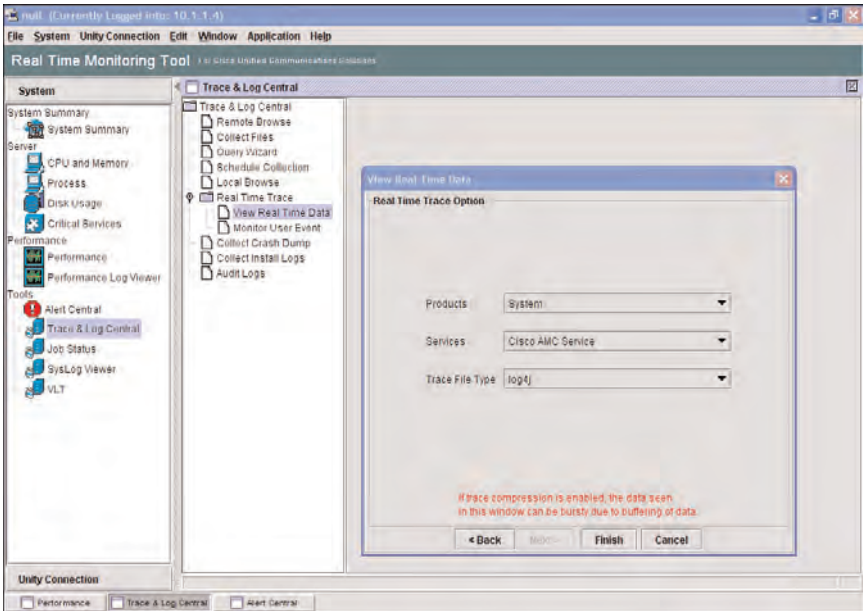 null (Currently Logged into: 10.1.1.4)
File System Unity Connection Edit Window Application Help
Real Time Monitoring Tool For Cisco Unified Communications Solutions
System
System Summary
System Summary
Server
CPU and Memory
Process
Disk Usage
Critical Services
Performance
Performance
Performance Log Viewer
Tools
Alert Central
Trace & Log Central
Job Status
SysLog Viewer
VLT
Unity Connection
Trace & Log Central
Trace & Log Central
Remote Browse
Collect Files
Query Wizard
Schedule Collection
Local Browse
Real Time Trace
View Real Time Data
Monitor User Event
Collect Crash Dump
Collect Install Logs
Audit Logs
View Real Time Data
Real Time Trace Option
Products System
Services Cisco AMC Service
Trace File Type log4j
If trace compression is enabled, the data seen
in this window can be bursty due to buffering of data.
< Back Next > Finish Cancel
Performance Trace & Log Central Alert Central